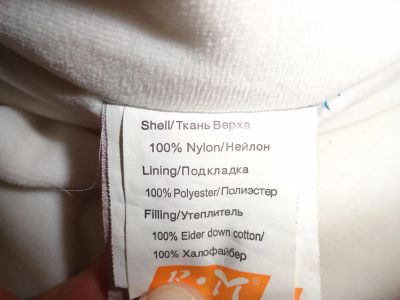 Shell/Ткань Верха
100% Nylon/Нейлон
Lining/Подкладка
100% Polyester/Полиэстер
Filling/Утеплитель
100% Eider down cotton/
100% Халофайбер
R.M